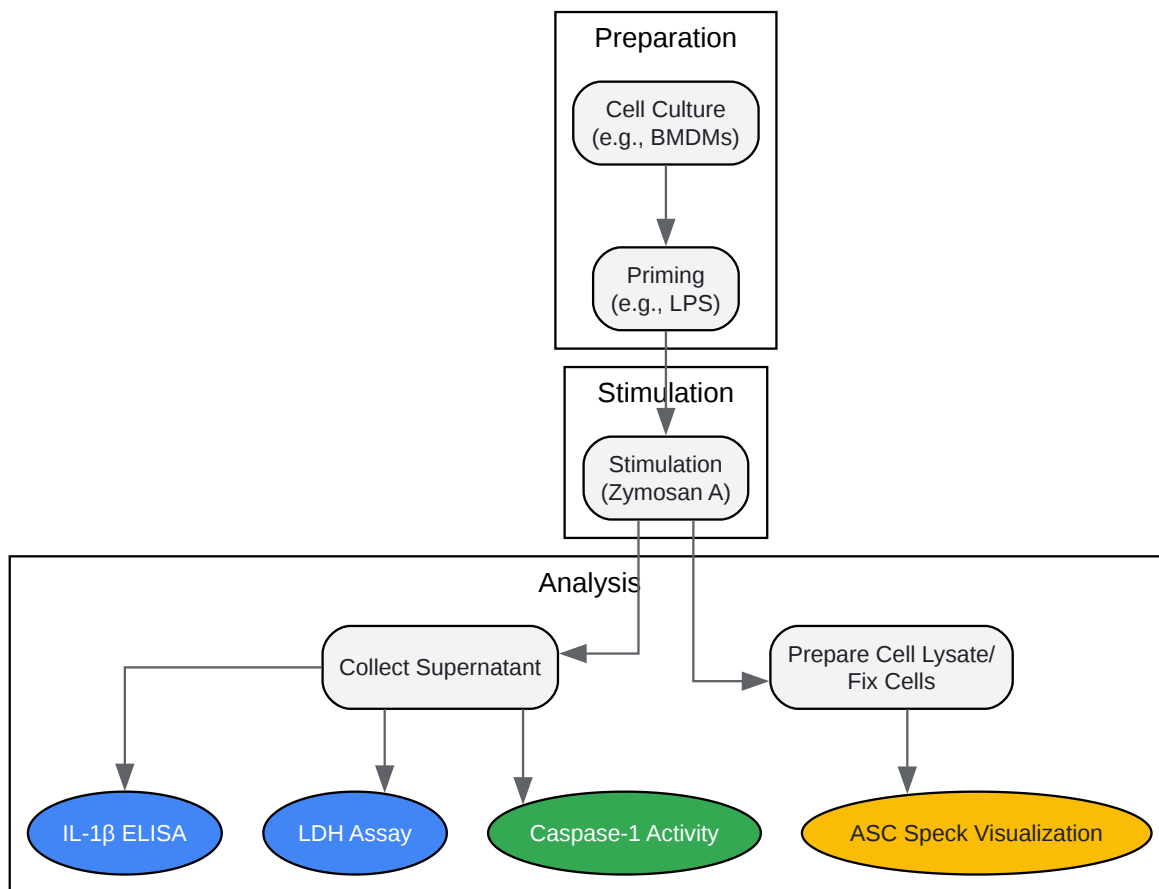 Preparation
Cell Culture
(e.g., BMDMs)
Priming
(e.g., LPS)
Stimulation
Stimulation
(Zymosan A)
Analysis
Collect Supernatant
Prepare Cell Lysate/
Fix Cells
IL-1β ELISA
LDH Assay
Caspase-1 Activity
ASC Speck Visualization